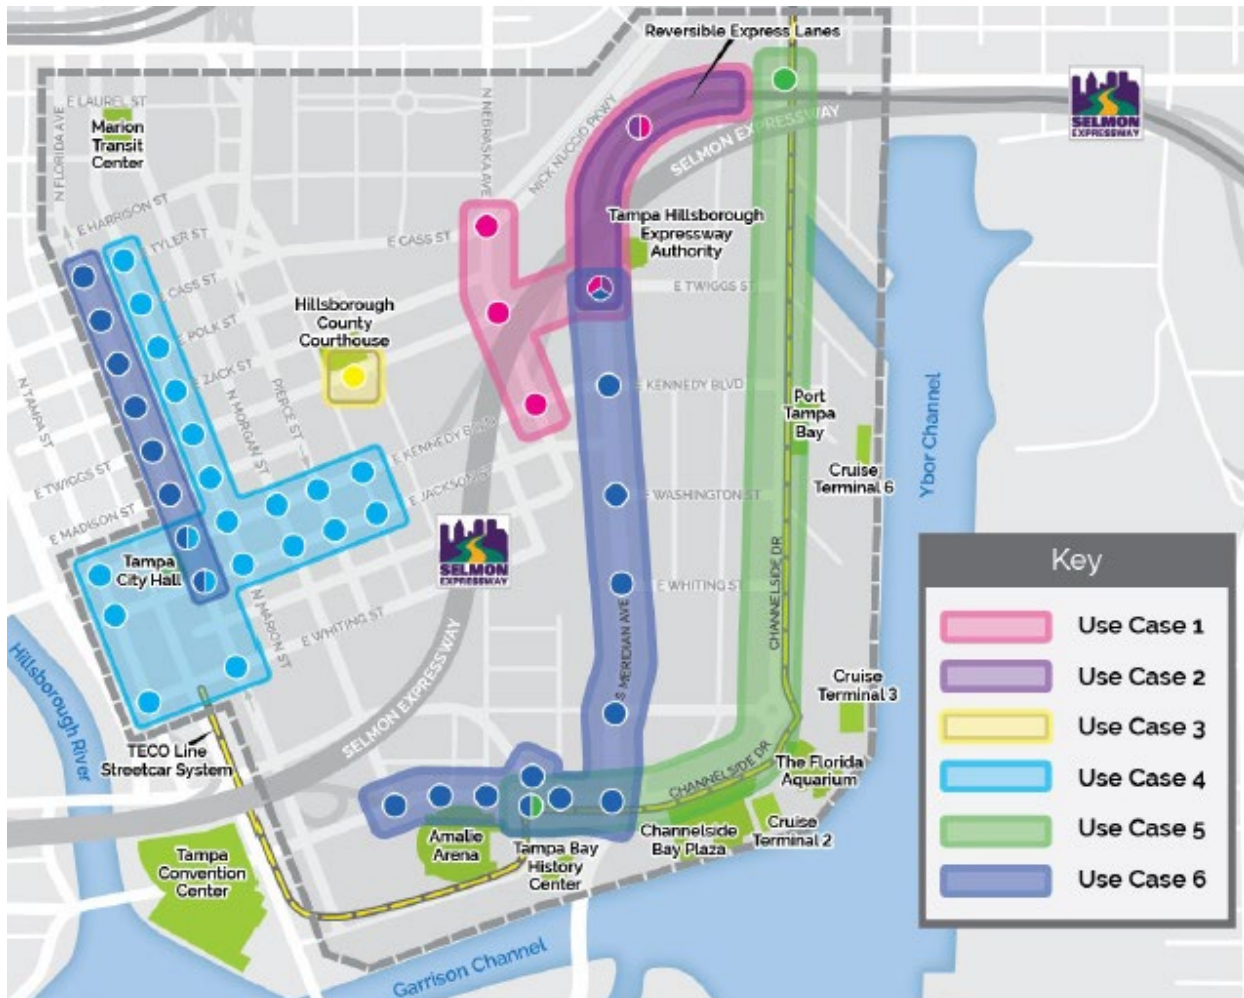 Reversible Express Lanes
E LAUREL ST
Marion
Transit
Center
N FLORIDA AVE
N NEBRASKA AVE
NICK NUCCIO PKWY
SELMON EXPRESSWAY
SELMON
EXPRESSWAY
E HARRISON ST
E TYLER ST
E CASS ST
E CASS ST
Tampa Hillsborough
Expressway
Authority
E TWIGGS ST
E POLK ST
Hillsborough
County
Courthouse
E ZACK ST
N MORGAN ST
PIERCE ST
N TAMPA ST
E KENNEDY BLVD
E KENNEDY BLVD
Port
Tampa
Bay
Ybor Channel
E TWIGGS ST
E JACKSON ST
Cruise
Terminal 6
E WASHINGTON ST
E MADISON ST
SELMON
EXPRESSWAY
Tampa
City Hall
E WHITING ST
CHANNELSIDE DR
N MARION ST
E WHITING ST
S MERIDIAN AVE
SELMON EXPRESSWAY
Hillsborough River
Cruise
Terminal 3
TECO Line
Streetcar System
CHANNELSIDE DR
The Florida
Aquarium
Amalie
Arena
Tampa Bay
History
Center
Channelside
Bay Plaza
Cruise
Terminal 2
Tampa
Convention
Center
Garrison Channel
Key
Use Case 1
Use Case 2
Use Case 3
Use Case 4
Use Case 5
Use Case 6